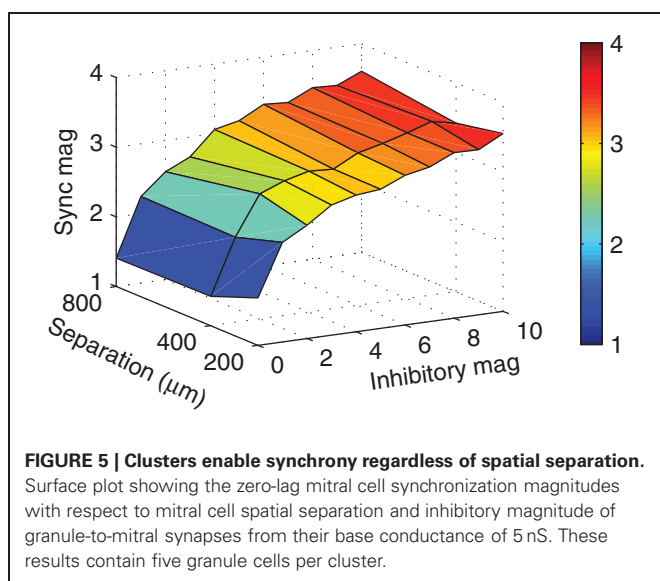 4
3
2
1
Sync mag
800
400
200
Separation (μm)
0
2
4
6
8
10
Inhibitory mag
4
3
2
1
FIGURE 5 | Clusters enable synchrony regardless of spatial separation.
Surface plot showing the zero-lag mitral cell synchronization magnitudes
with respect to mitral cell spatial separation and inhibitory magnitude of
granule-to-mitral synapses from their base conductance of 5 nS. These
results contain five granule cells per cluster.